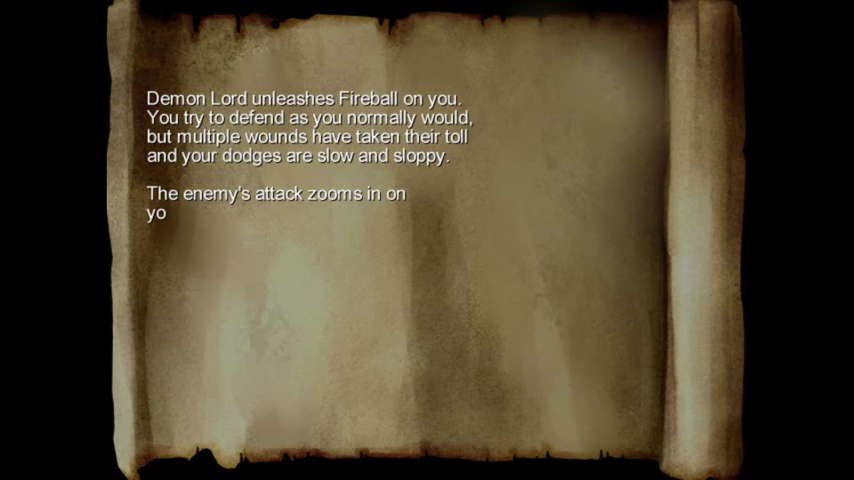 Demon Lord unleashes Fireball on you.
You try to defend as you normally would,
but multiple wounds have taken their toll
and your dodges are slow and sloppy.
The enemy's attack zooms in on
yo